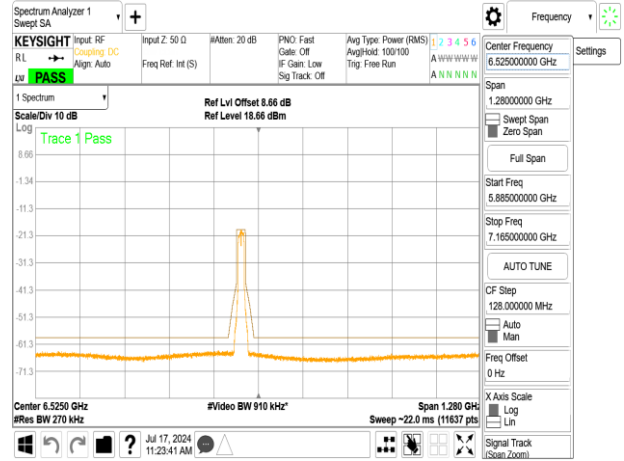 Spectrum Analyzer 1
Swept SA
Frequency
KEYSIGHT
RL
LW PASS
Input: RF
Coupling: DC
Align: Auto
Input Z: 50 Ω
Freq Ref: Int (S)
#Atten: 20 dB
PNO: Fast
Gate: Off
IF Gain: Low
Sig Track: Off
Avg Type: Power (RMS)
Avg|Hold: 100/100
Trig: Free Run
1 2 3 4 5 6
A W W W W W
A N N N N N
1 Spectrum
Scale/Div 10 dB
Log
Ref Lvl Offset 8.66 dB
Ref Level 18.66 dBm
Trace 1 Pass
8.66
-1.34
-11.3
-21.3
-31.3
-41.3
-51.3
-61.3
-71.3
Center 6.5250 GHz
#Res BW 270 kHz
#Video BW 910 kHz*
Span 1.280 GHz
Sweep ~22.0 ms (11637 pts
Jul 17, 2024
11:23:41 AM
Center Frequency
6.525000000 GHz
Settings
Span
1.28000000 GHz
Swept Span
Zero Span
Full Span
Start Freq
5.885000000 GHz
Stop Freq
7.165000000 GHz
AUTO TUNE
CF Step
128.000000 MHz
Auto
Man
Freq Offset
0 Hz
X Axis Scale
Log
Lin
Signal Track
(Span Zoom)